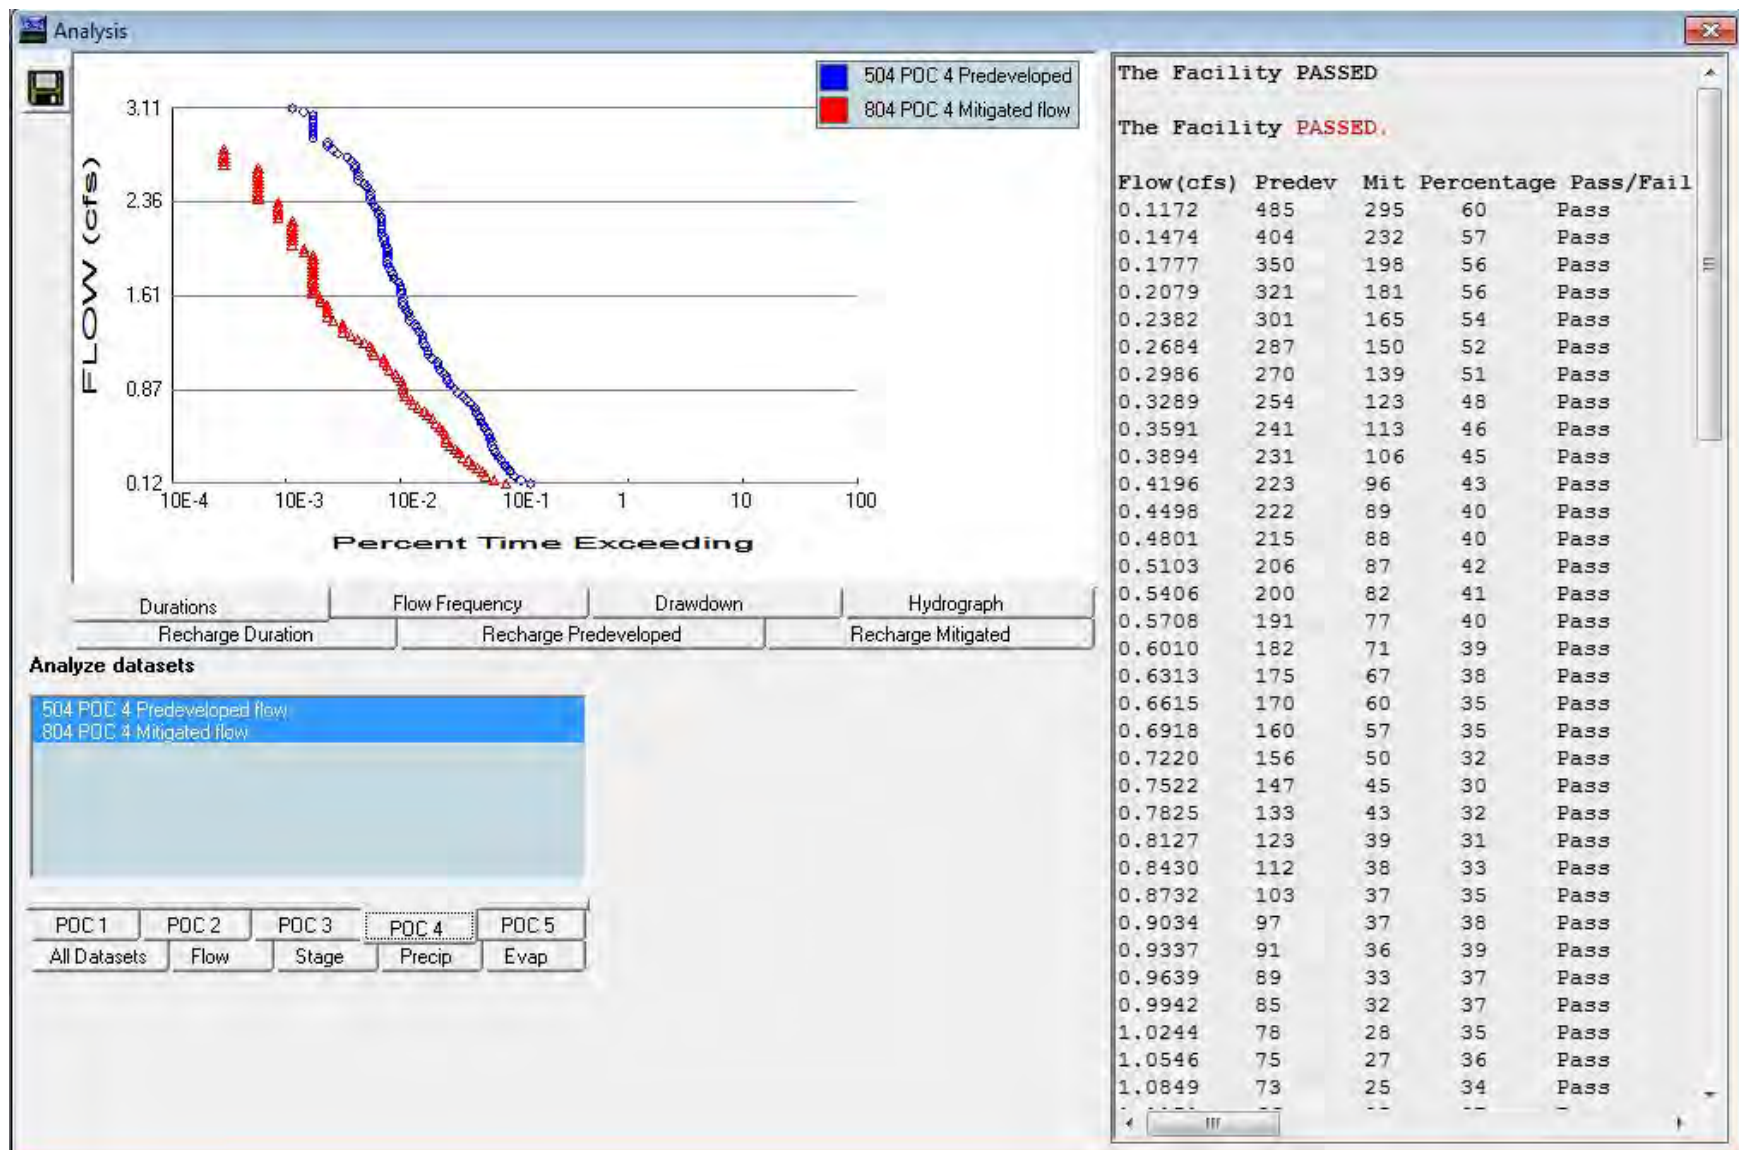 Analysis
504 POC 4 Predeveloped
804 POC 4 Mitigated flow
FLOW (cfs)
3.11
2.36
1.61
0.87
0.12
10E-4 10E-3 10E-2 10E-1 1 10 100
Percent Time Exceeding
Durations Flow Frequency Drawdown Hydrograph
Recharge Duration Recharge Predeveloped Recharge Mitigated
Analyze datasets
504 POC 4 Predeveloped flow
804 POC 4 Mitigated flow
POC 1 POC 2 POC 3 POC 4 POC 5
All Datasets Flow Stage Precip Evap
The Facility PASSED
The Facility PASSED.
Flow(cfs) Predev Mit Percentage Pass/Fail
0.1172 485 295 60 Pass
0.1474 404 232 57 Pass
0.1777 350 198 56 Pass
0.2079 321 181 56 Pass
0.2382 301 165 54 Pass
0.2684 287 150 52 Pass
0.2986 270 139 51 Pass
0.3289 254 123 48 Pass
0.3591 241 113 46 Pass
0.3894 231 106 45 Pass
0.4196 223 96 43 Pass
0.4498 222 89 40 Pass
0.4801 215 88 40 Pass
0.5103 206 87 42 Pass
0.5406 200 82 41 Pass
0.5708 191 77 40 Pass
0.6010 182 71 39 Pass
0.6313 175 67 38 Pass
0.6615 170 60 35 Pass
0.6918 160 57 35 Pass
0.7220 156 50 32 Pass
0.7522 147 45 30 Pass
0.7825 133 43 32 Pass
0.8127 123 39 31 Pass
0.8430 112 38 33 Pass
0.8732 103 37 35 Pass
0.9034 97 37 38 Pass
0.9337 91 36 39 Pass
0.9639 89 33 37 Pass
0.9942 85 32 37 Pass
1.0244 78 28 35 Pass
1.0546 75 27 36 Pass
1.0849 73 25 34 Pass